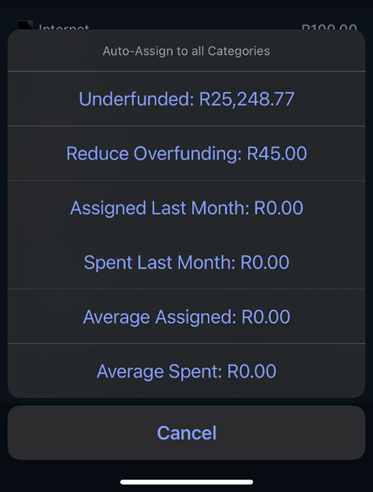 Internet
R100.00
Auto-Assign to all Categories
Underfunded: R25,248.77
Reduce Overfunding: R45.00
Assigned Last Month: R0.00
Spent Last Month: R0.00
Average Assigned: R0.00
Average Spent: R0.00
Cancel